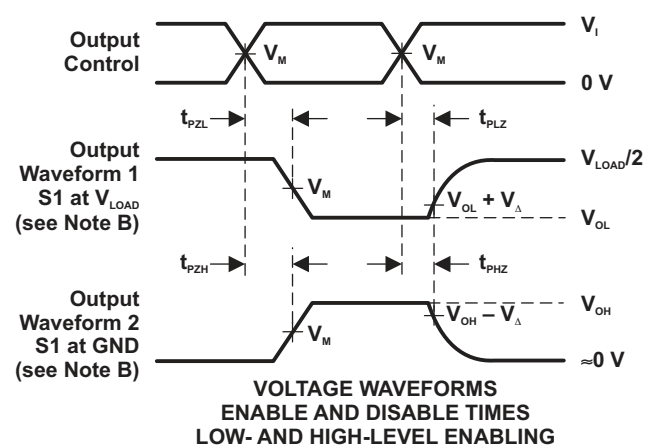 Output
Control
V_M
V_M
V_I
0 V
t_PZL
t_PLZ
Output
Waveform 1
S1 at V_LOAD
(see Note B)
V_M
V_LOAD/2
V_OL + V_Δ
V_OL
t_PZH
t_PHZ
Output
Waveform 2
S1 at GND
(see Note B)
V_M
V_OH
V_OH – V_Δ
≈0 V
VOLTAGE WAVEFORMS
ENABLE AND DISABLE TIMES
LOW- AND HIGH-LEVEL ENABLING